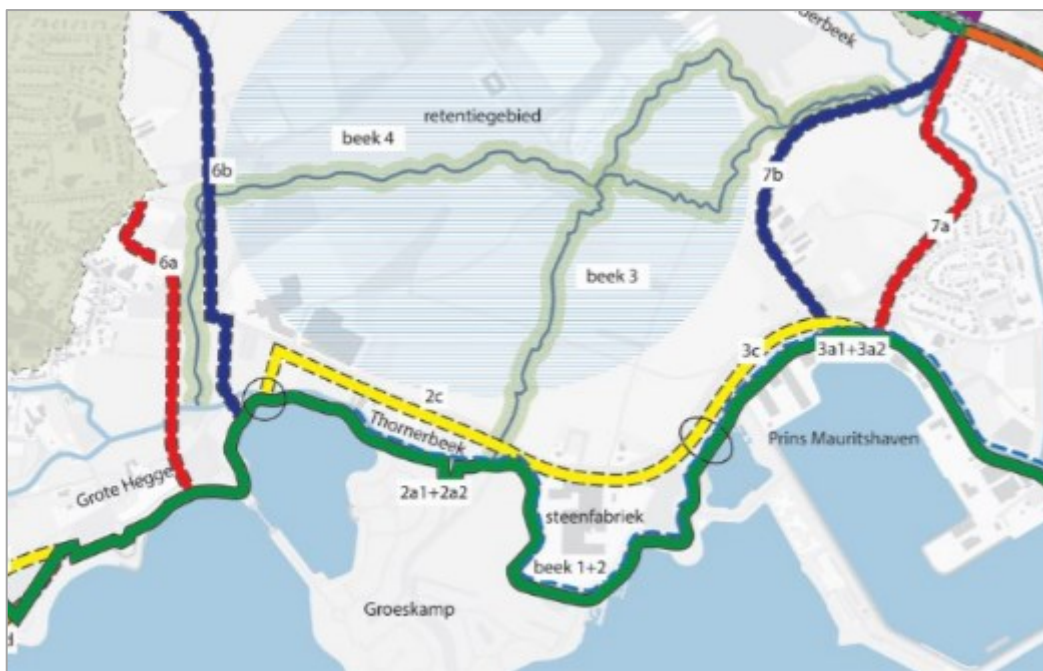 derbeek
retentiegebied
beek 4
6b
7b
7a
6a
beek 3
3c
3a1+3a2
2c
Thornerbeek
Prins Mauritshaven
Grote Hegge
2a1+2a2
steenfabriek
beek 1+2
Groeskamp
d